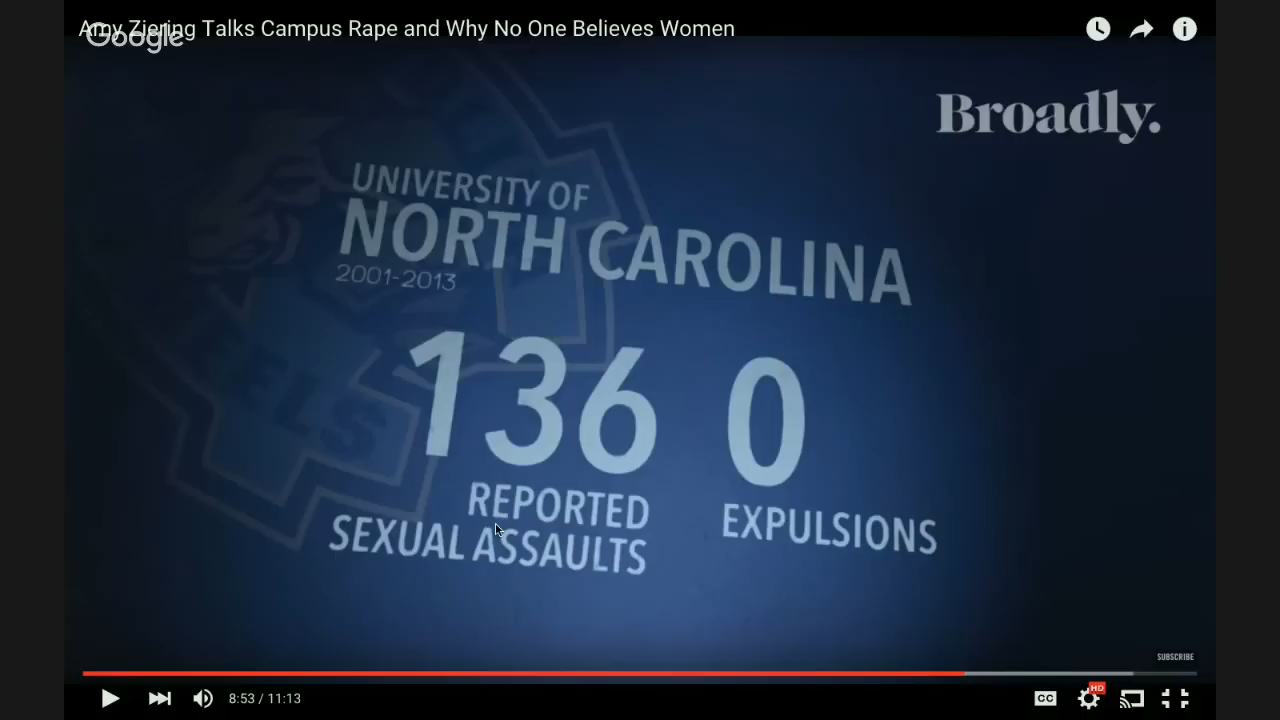 Amy Ziering Talks Campus Rape and Why No One Believes Women
Google
Broadly.
UNIVERSITY OF
NORTH CAROLINA
2001-2013
136 0
REPORTED
SEXUAL ASSAULTS
EXPULSIONS
ELS
SUBSCRIBE
8:53 / 11:13
CC
HD